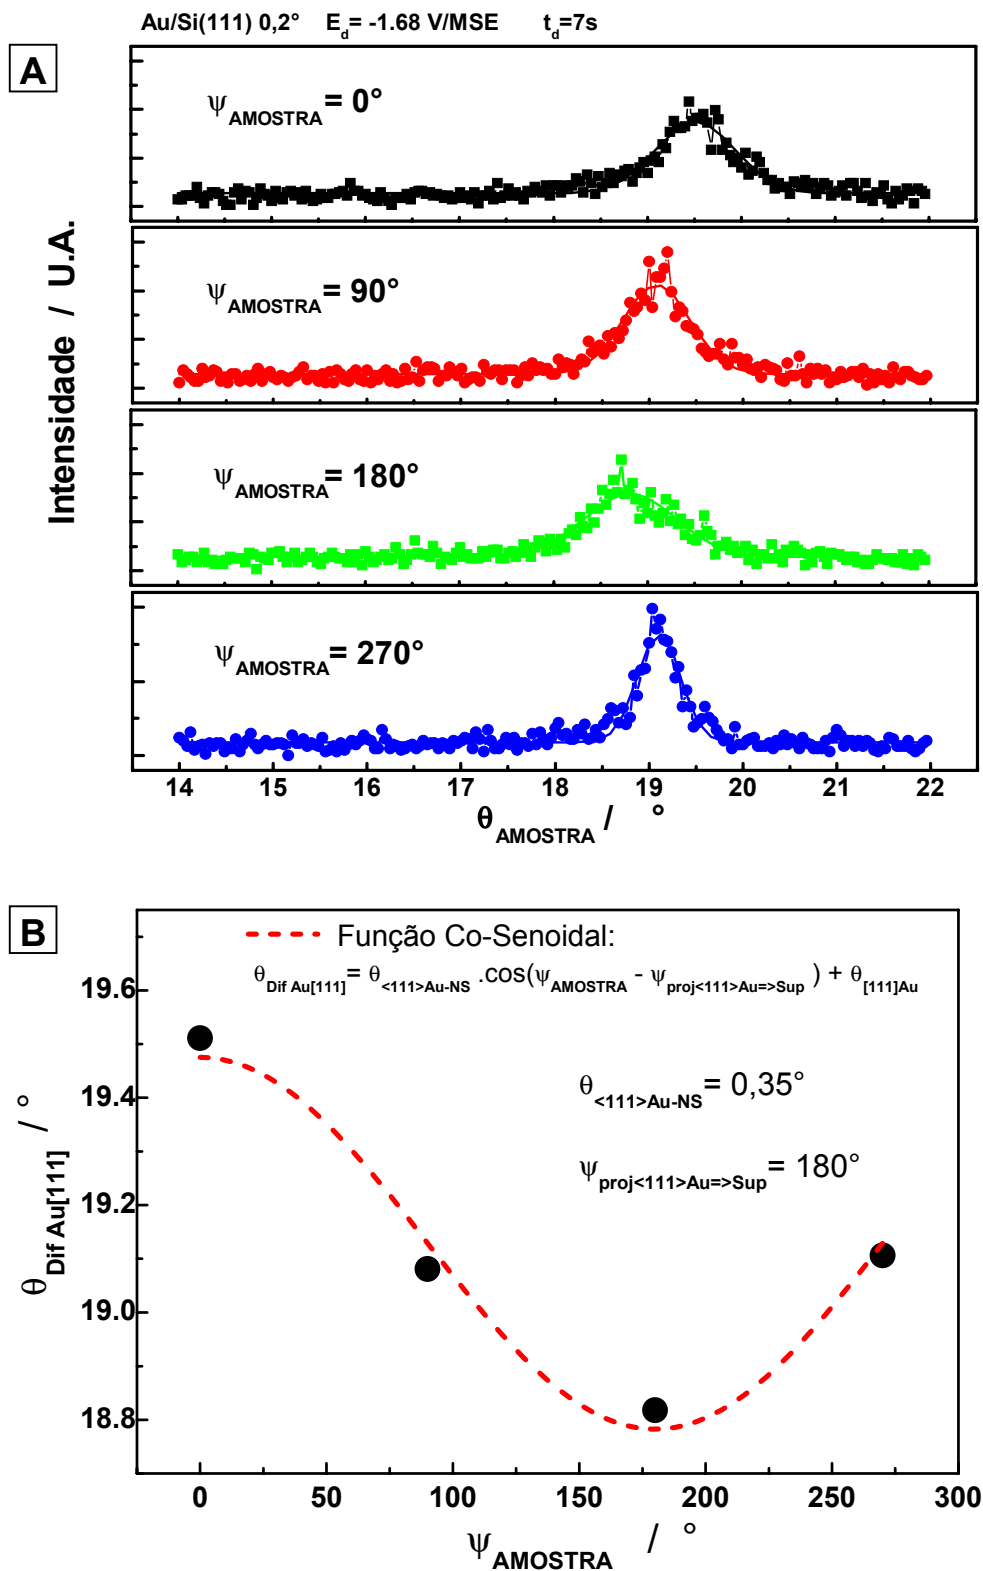 Au/Si(111) 0,2° E_d= -1.68 V/MSE t_d=7s
A
Intensidade / U.A.
ψ_AMOSTRA= 0°
ψ_AMOSTRA= 90°
ψ_AMOSTRA= 180°
ψ_AMOSTRA= 270°
14 15 16 17 18 19 20 21 22
θ_AMOSTRA / °
B
Função Co-Senoidal:
θ_Dif Au[111]= θ_<111>Au-NS .cos(ψ_AMOSTRA - ψ_proj<111>Au=>Sup ) + θ_[111]Au
θ_<111>Au-NS= 0,35°
ψ_proj<111>Au=>Sup= 180°
θ_Dif Au[111] / °
19.6
19.4
19.2
19.0
18.8
0 50 100 150 200 250 300
ψ_AMOSTRA / °